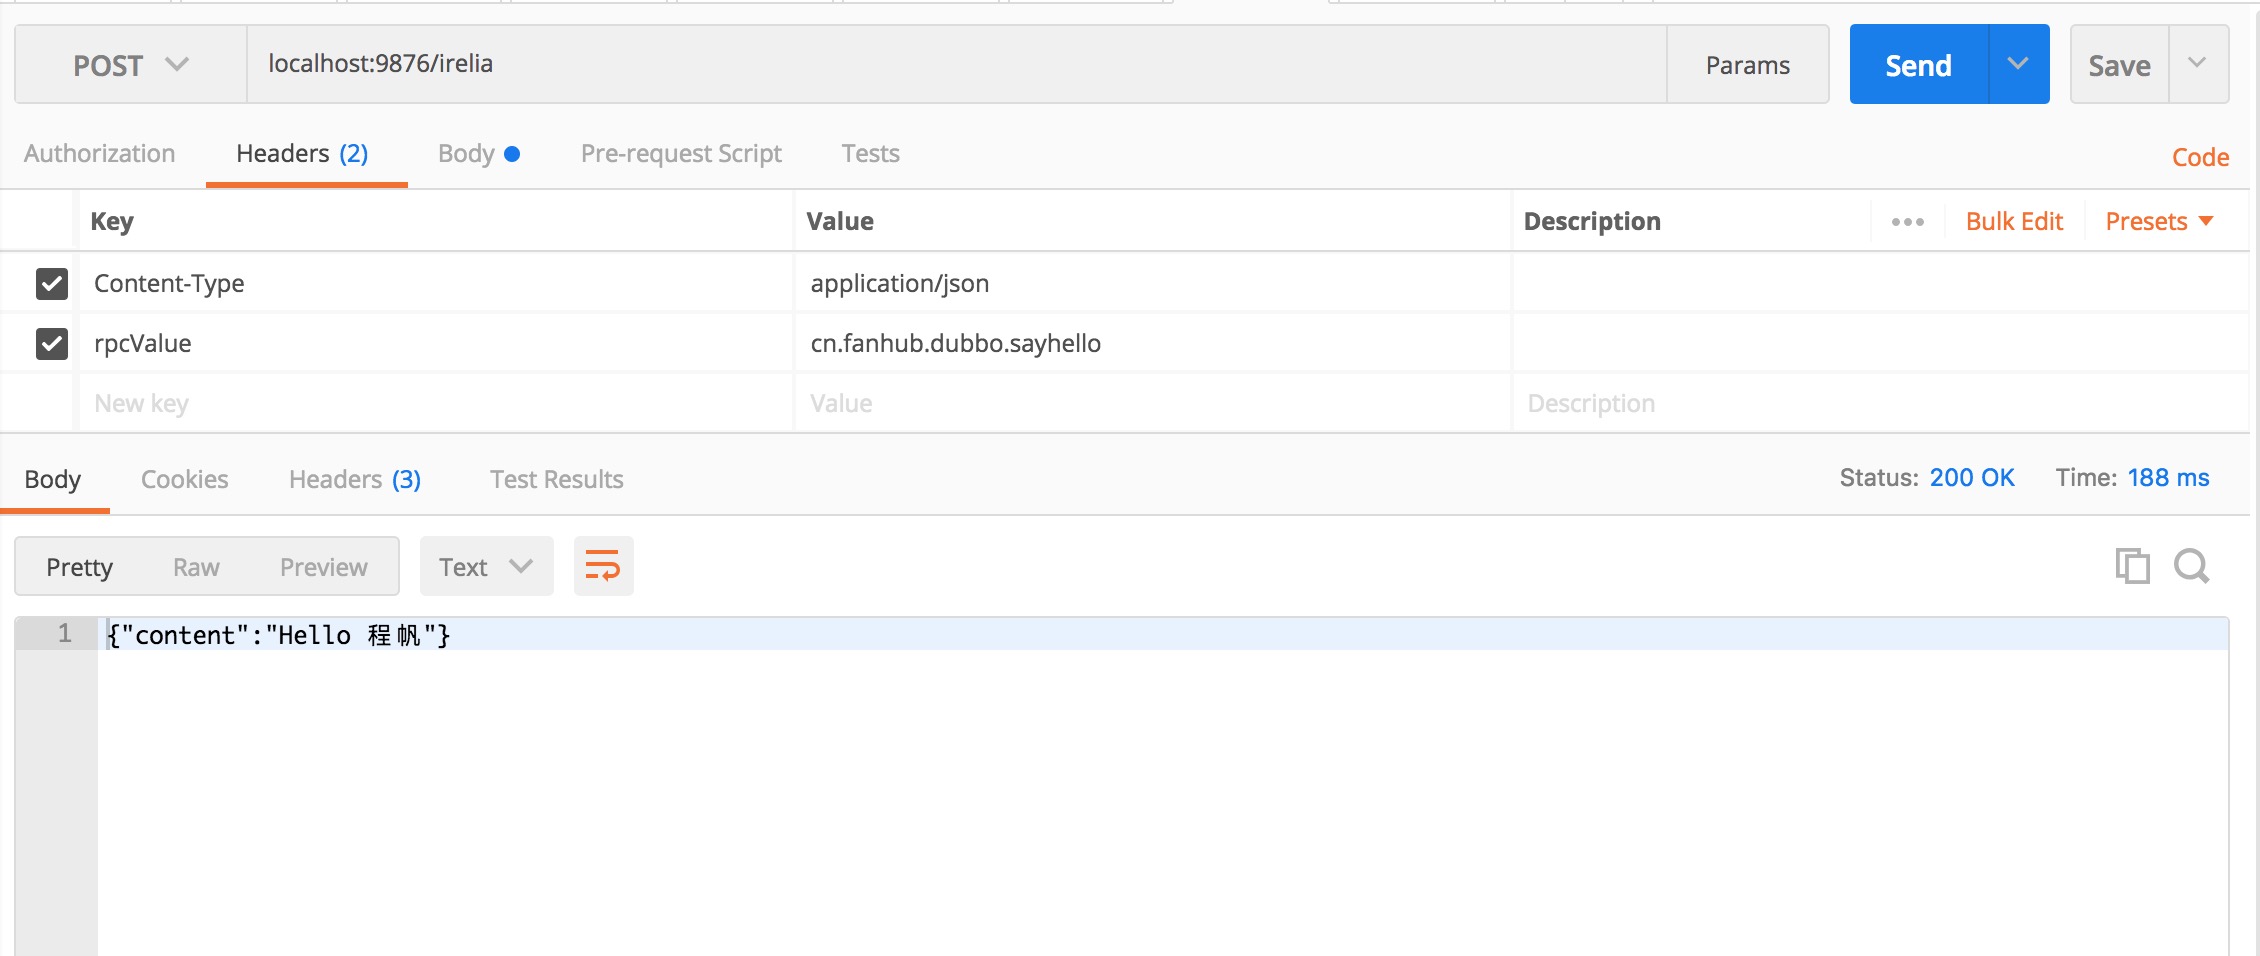 POST localhost:9876/irelia Params Send Save
Authorization Headers (2) Body Pre-request Script Tests Code
Key Value Description ••• Bulk Edit Presets
Content-Type application/json
rpcValue cn.fanhub.dubbo.sayhello
New key Value Description
Body Cookies Headers (3) Test Results Status: 200 OK Time: 188 ms
Pretty Raw Preview Text
1 {"content":"Hello 程帆"}